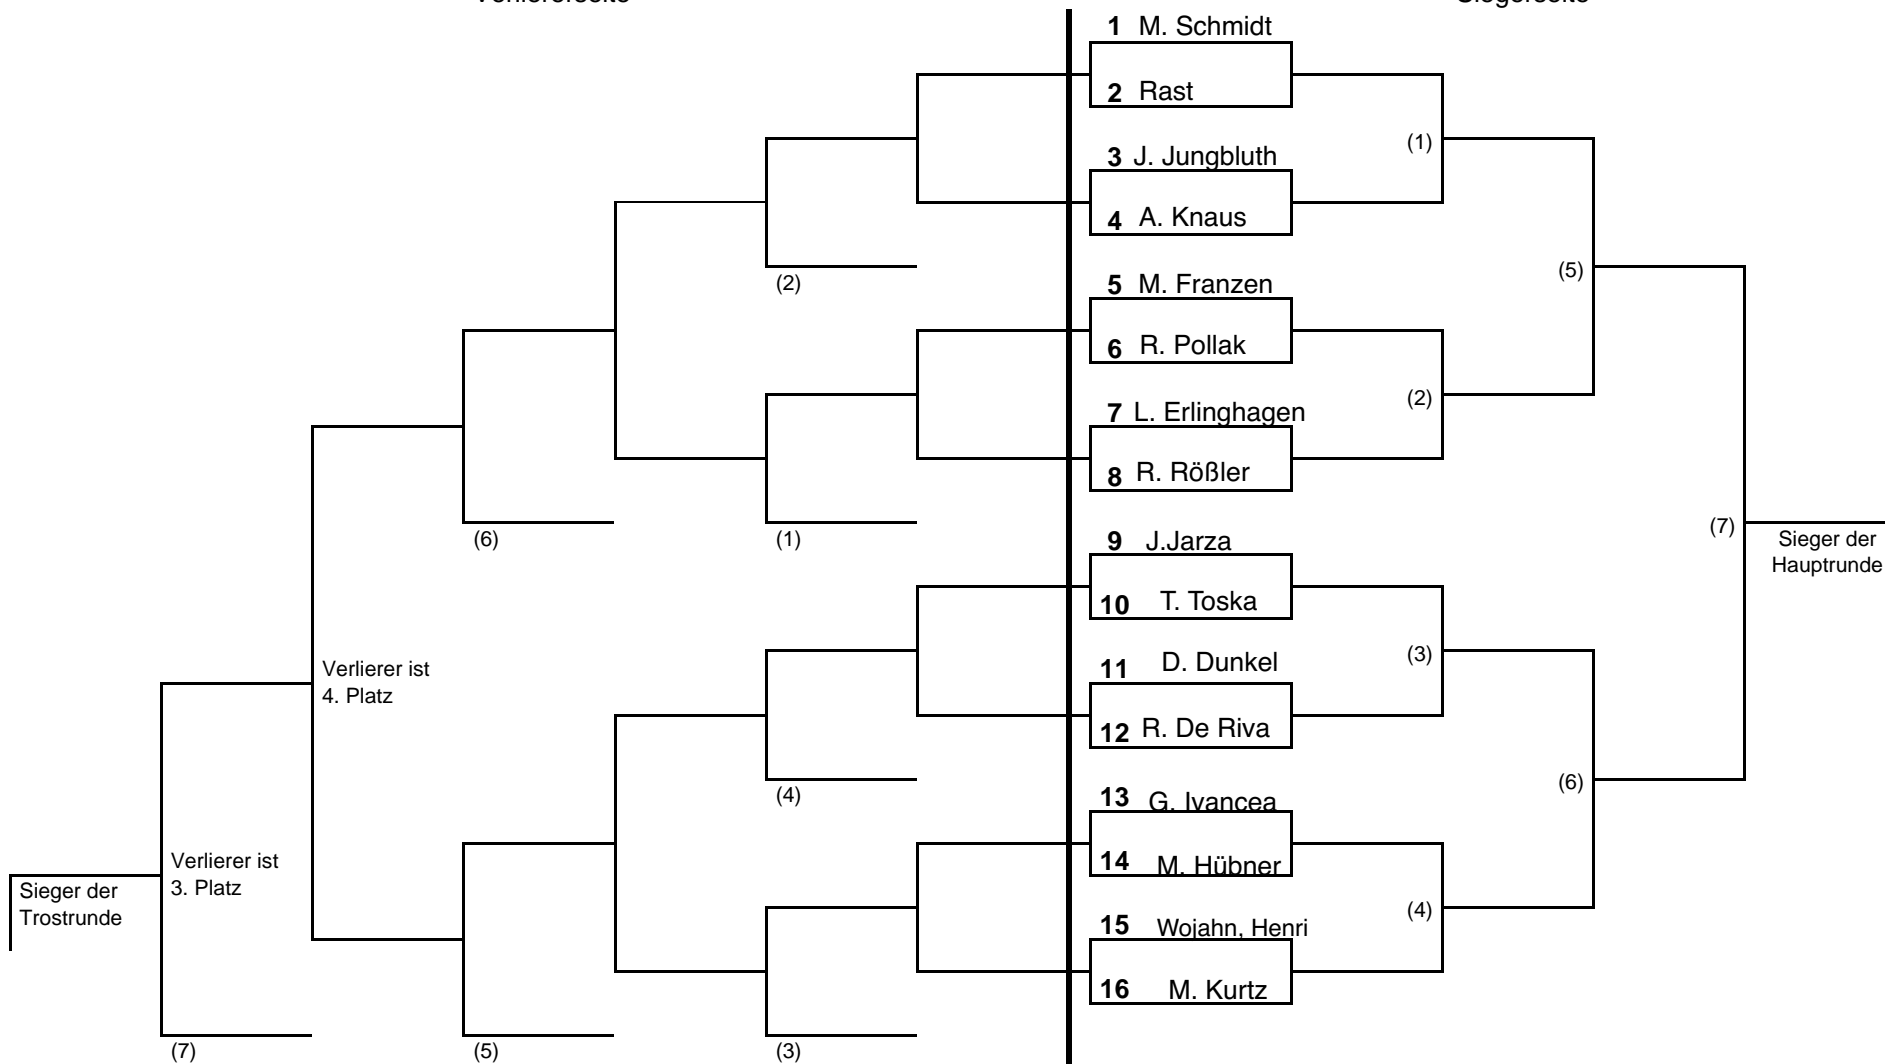 1 M. Schmidt
2 Rast
(1)
3 J. Jungbluth
4 A. Knaus
(2)
5 M. Franzen
(5)
6 R. Pollak
(2)
7 L. Erlinghagen
8 R. Rößler
(6)
(1)
9 J.Jarza
(7)
Sieger der
Hauptrunde
10 T. Toska
Verlierer ist
4. Platz
11 D. Dunkel
(3)
12 R. De Riva
(4)
13 G. Ivancea
(6)
Verlierer ist
3. Platz
14 M. Hübner
Sieger der
Trostrunde
15 Wojahn, Henri
(4)
16 M. Kurtz
(7)
(5)
(3)